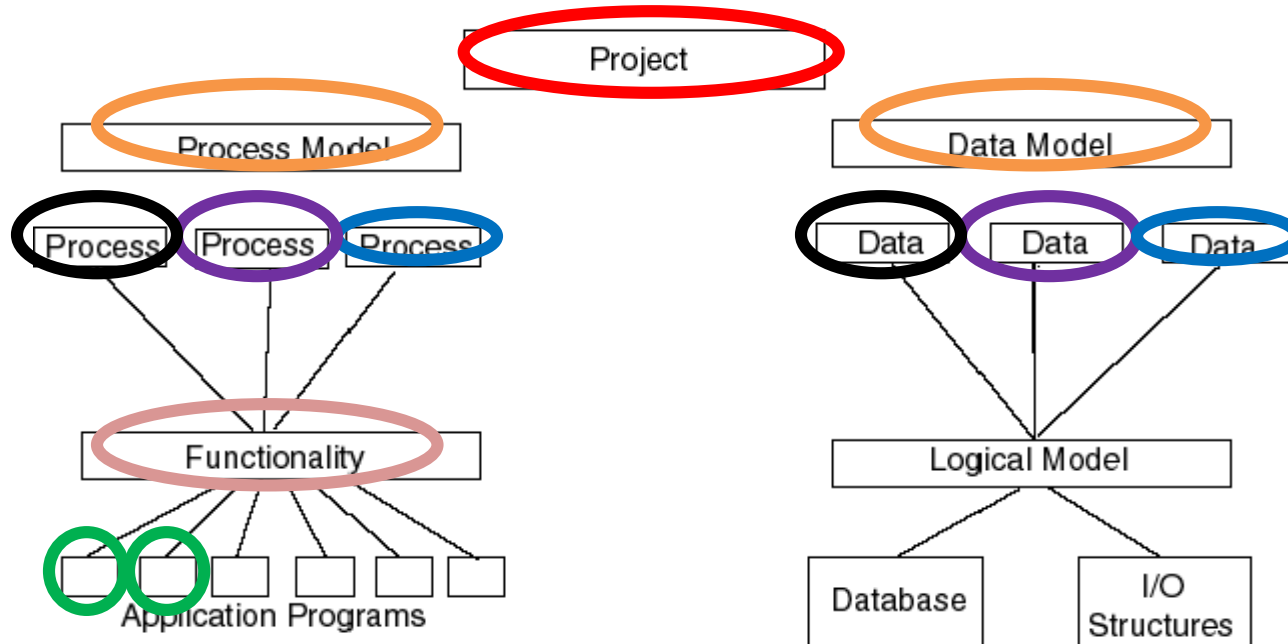 Project
Process Model
Data Model
Process
Process
Process
Data
Data
Data
Functionality
Logical Model
Application Programs
Database
I/O
Structures